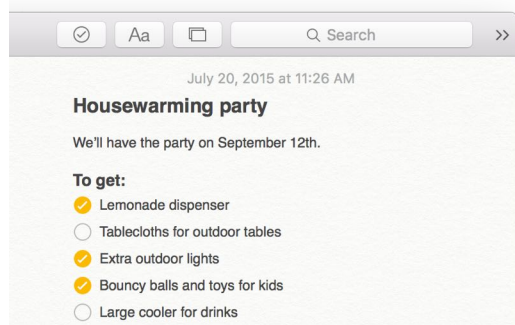 Aa
Search
July 20, 2015 at 11:26 AM
Housewarming party
We’ll have the party on September 12th.
To get:
Lemonade dispenser
Tablecloths for outdoor tables
Extra outdoor lights
Bouncy balls and toys for kids
Large cooler for drinks